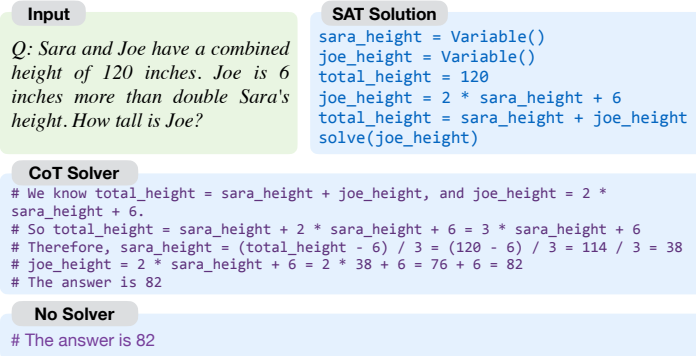 Input
Q: Sara and Joe have a combined
height of 120 inches. Joe is 6
inches more than double Sara's
height. How tall is Joe?
SAT Solution
sara_height = Variable()
joe_height = Variable()
total_height = 120
joe_height = 2 * sara_height + 6
total_height = sara_height + joe_height
solve(joe_height)
CoT Solver
# We know total_height = sara_height + joe_height, and joe_height = 2 *
sara_height + 6.
# So total_height = sara_height + 2 * sara_height + 6 = 3 * sara_height + 6
# Therefore, sara_height = (total_height - 6) / 3 = (120 - 6) / 3 = 114 / 3 = 38
# joe_height = 2 * sara_height + 6 = 2 * 38 + 6 = 76 + 6 = 82
# The answer is 82
No Solver
# The answer is 82